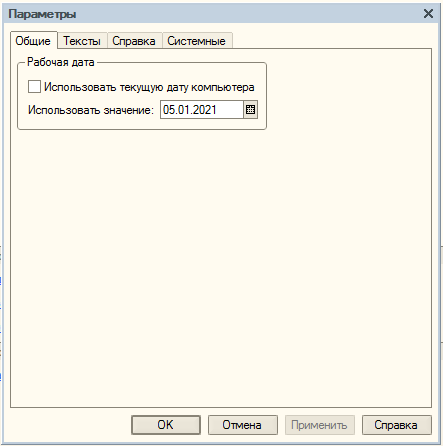 Параметры
Общие Тексты Справка Системные
Рабочая дата
Использовать текущую дату компьютера
Использовать значение: 05.01.2021
OK Отмена Применить Справка